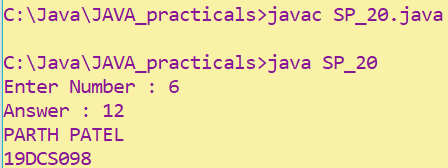 C:\Java\JAVA_practicals>javac SP_20.java
C:\Java\JAVA_practicals>java SP_20
Enter Number : 6
Answer : 12
PARTH PATEL
19DCS098